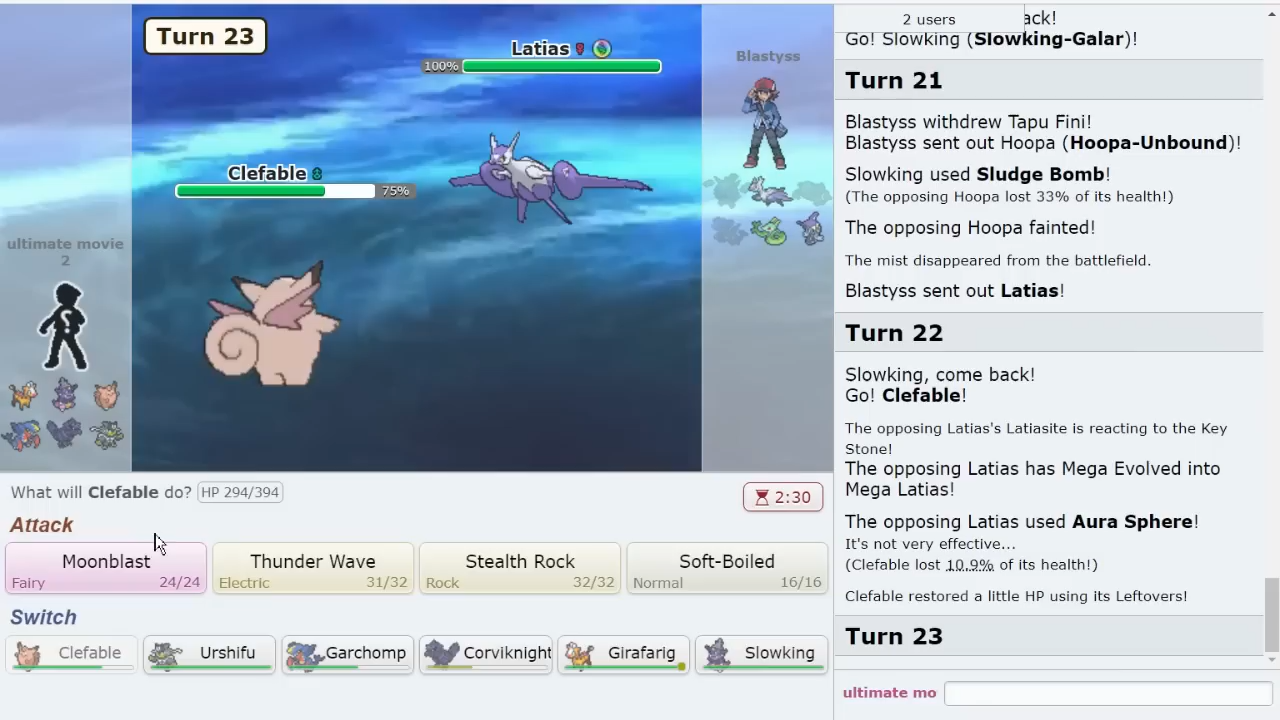 Turn 23
Latias
100%
Clefable
75%
Blastyss
ultimate movie
2
What will Clefable do? HP 294/394
2:30
Attack
Moonblast
Fairy 24/24
Thunder Wave
Electric 31/32
Stealth Rock
Rock 32/32
Soft-Boiled
Normal 16/16
Switch
Clefable
Urshifu
Garchomp
Corviknight
Girafarig
Slowking
2 users
ack!
Go! Slowking (Slowking-Galar)!
Turn 21
Blastyss withdrew Tapu Fini!
Blastyss sent out Hoopa (Hoopa-Unbound)!
Slowking used Sludge Bomb!
(The opposing Hoopa lost 33% of its health!)
The opposing Hoopa fainted!
The mist disappeared from the battlefield.
Blastyss sent out Latias!
Turn 22
Slowking, come back!
Go! Clefable!
The opposing Latias's Latiasite is reacting to the Key
Stone!
The opposing Latias has Mega Evolved into
Mega Latias!
The opposing Latias used Aura Sphere!
It's not very effective...
(Clefable lost 10.9% of its health!)
Clefable restored a little HP using its Leftovers!
Turn 23
ultimate mo